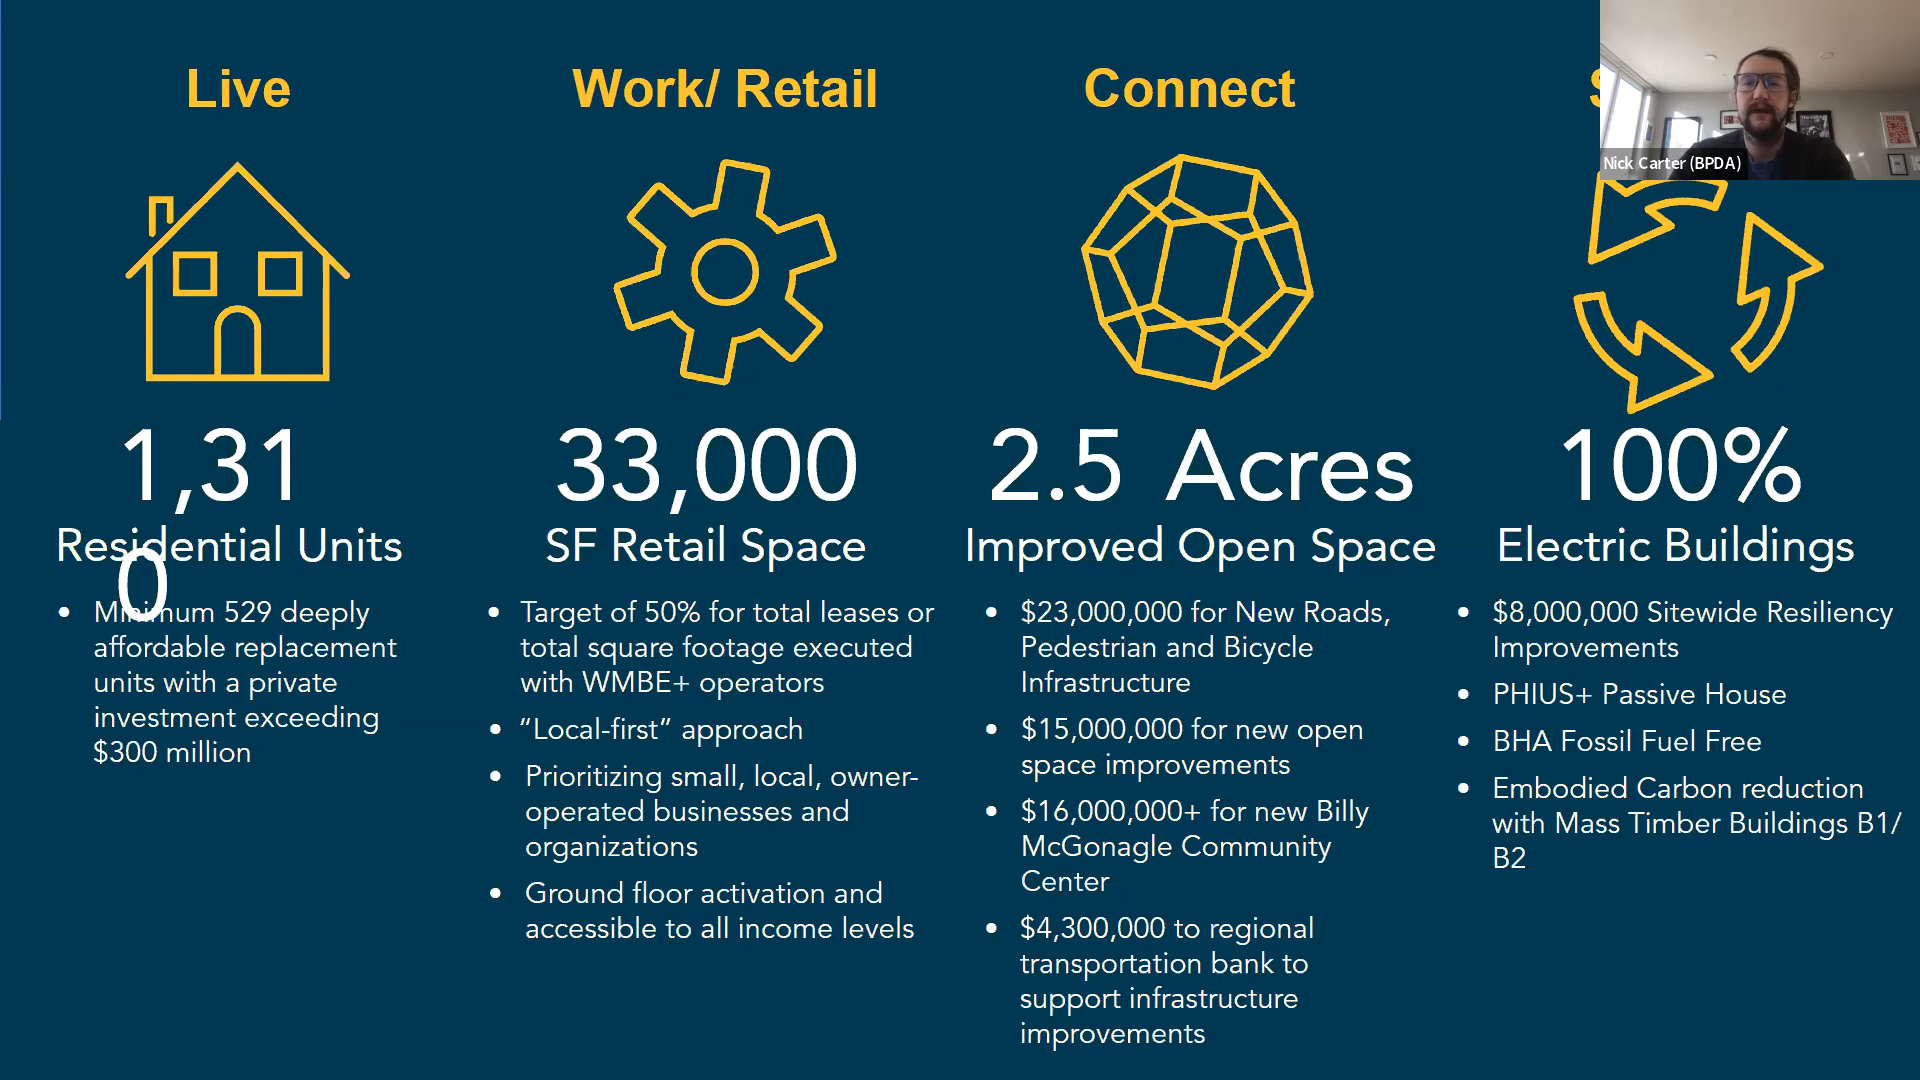 Live
1,31
0
Residential Units
• Minimum 529 deeply
affordable replacement
units with a private
investment exceeding
$300 million
Work/ Retail
33,000
SF Retail Space
• Target of 50% for total leases or
total square footage executed
with WMBE+ operators
• “Local-first” approach
• Prioritizing small, local, owner-
operated businesses and
organizations
• Ground floor activation and
accessible to all income levels
Connect
2.5 Acres
Improved Open Space
• $23,000,000 for New Roads,
Pedestrian and Bicycle
Infrastructure
• $15,000,000 for new open
space improvements
• $16,000,000+ for new Billy
McGonagle Community
Center
• $4,300,000 to regional
transportation bank to
support infrastructure
improvements
Nick Carter (BPDA)
100%
Electric Buildings
• $8,000,000 Sitewide Resiliency
Improvements
• PHIUS+ Passive House
• BHA Fossil Fuel Free
• Embodied Carbon reduction
with Mass Timber Buildings B1/
B2